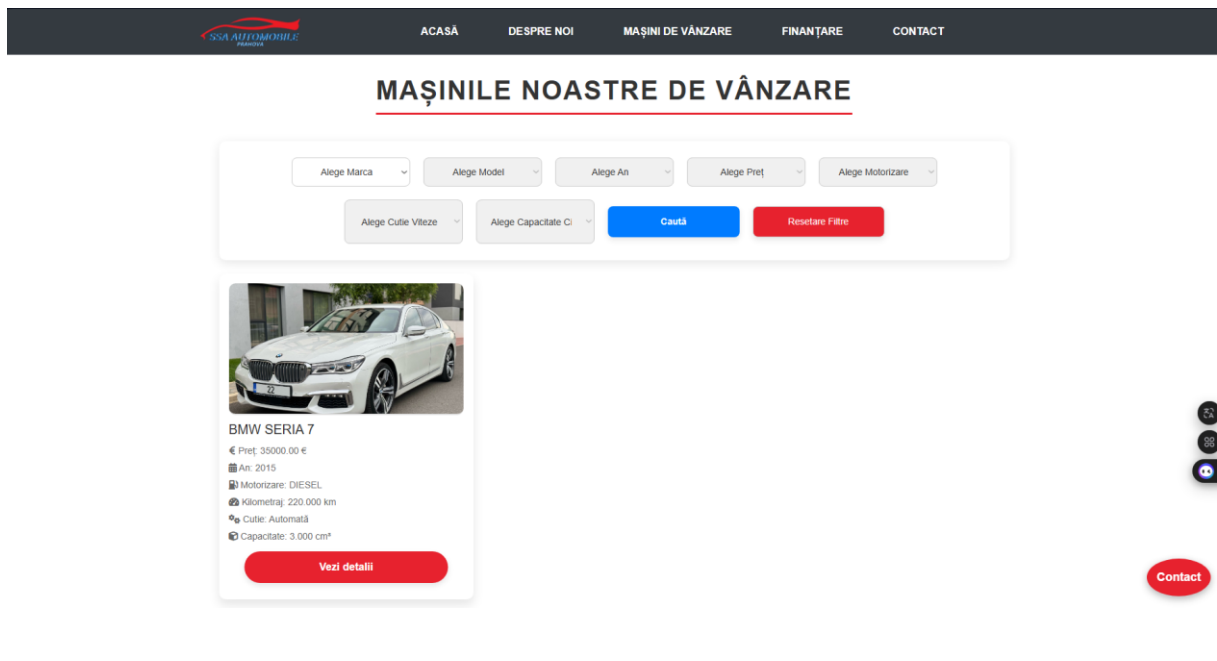 SSA AUTOMOBILE
PRAHOVA
ACASĂ DESPRE NOI MAȘINI DE VÂNZARE FINANȚARE CONTACT
MAȘINILE NOASTRE DE VÂNZARE
Alege Marca Alege Model Alege An Alege Preț Alege Motorizare
Alege Cutie Viteze Alege Capacitate Ci Caută Resetare Filtre
22
BMW SERIA 7
€ Preț: 35000.00 €
An: 2015
Motorizare: DIESEL
Kilometraj: 220.000 km
Cutie: Automată
Capacitate: 3.000 cm³
Vezi detalii
Contact